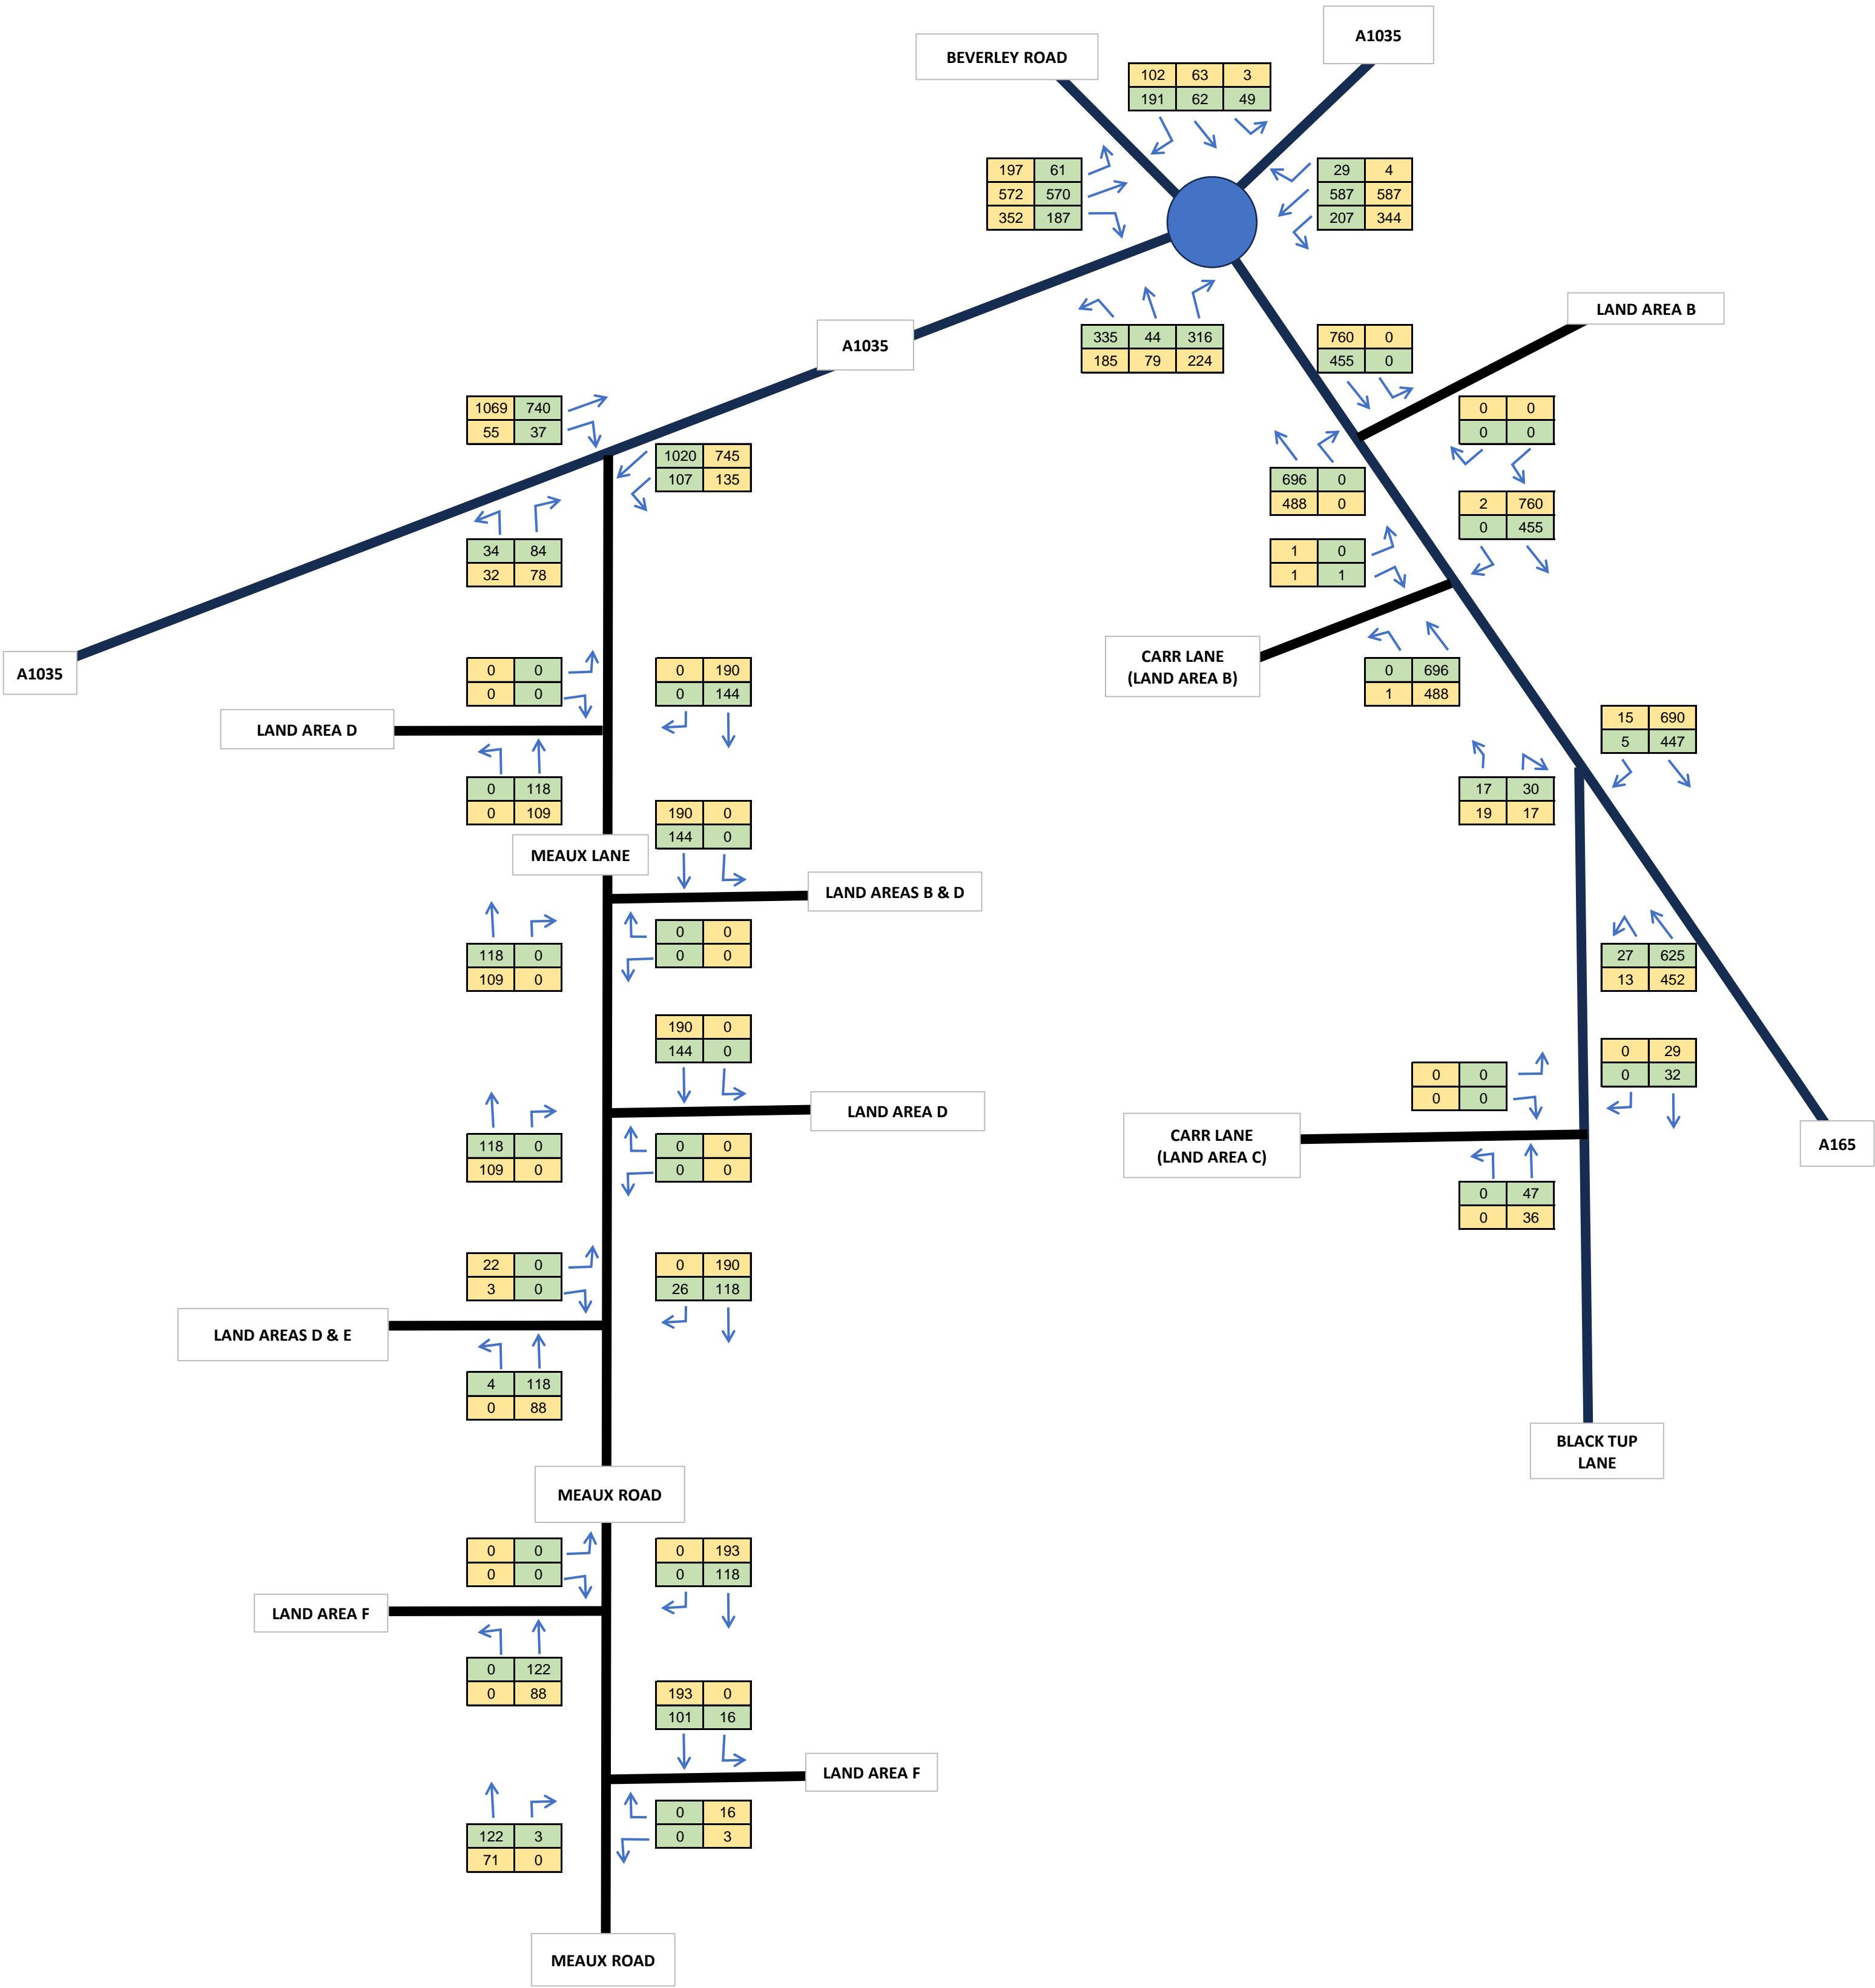 A1035
BEVERLEY ROAD
102 63 3
191 62 49
197 61
572 570
352 187
29 4
587 587
207 344
LAND AREA B
335 44 316
185 79 224
760 0
455 0
A1035
1069 740
55 37
0 0
0 0
1020 745
107 135
696 0
488 0
2 760
0 455
34 84
32 78
1 0
1 1
A1035
CARR LANE
(LAND AREA B)
0 696
1 488
0 0
0 0
0 190
0 144
LAND AREA D
15 690
5 447
0 118
0 109
17 30
19 17
190 0
144 0
MEAUX LANE
LAND AREAS B & D
118 0
109 0
0 0
0 0
27 625
13 452
190 0
144 0
0 0
0 0
0 29
0 32
LAND AREA D
118 0
109 0
0 0
0 0
CARR LANE
(LAND AREA C)
A165
0 47
0 36
22 0
3 0
0 190
26 118
LAND AREAS D & E
4 118
0 88
BLACK TUP
LANE
MEAUX ROAD
0 0
0 0
0 193
0 118
LAND AREA F
0 122
0 88
193 0
101 16
LAND AREA F
122 3
71 0
0 16
0 3
MEAUX ROAD